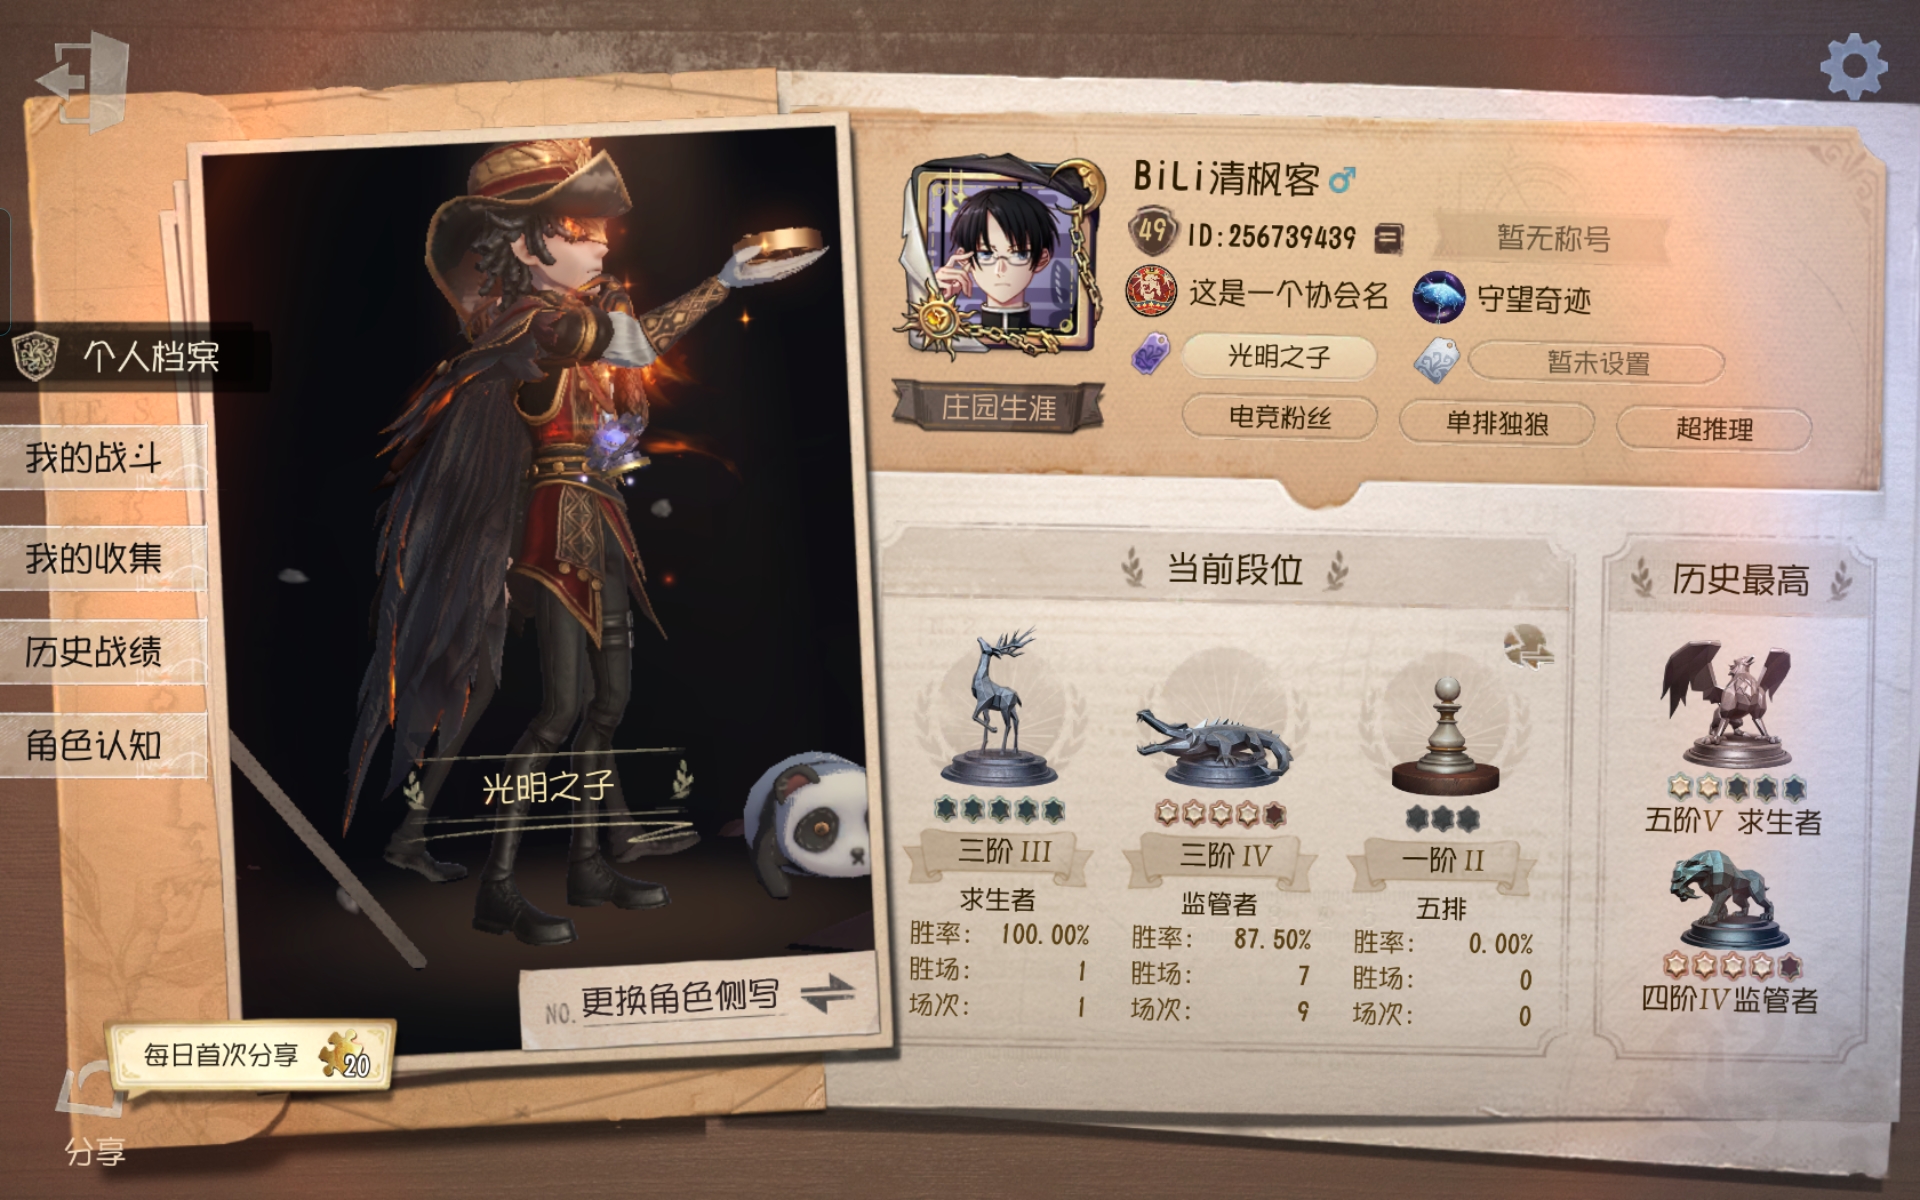 BiLi清枫客
49 ID:256739439
暂无称号
这是一个协会名
守望奇迹
光明之子
暂未设置
电竞粉丝
单排独狼
超推理
庄园生涯
个人档案
我的战斗
我的收集
历史战绩
角色认知
光明之子
NO. 更换角色侧写
每日首次分享 20
分享
当前段位
三阶 III
求生者
胜率: 100.00%
胜场: 1
场次: 1
三阶 IV
监管者
胜率: 87.50%
胜场: 7
场次: 9
一阶 II
五排
胜率: 0.00%
胜场: 0
场次: 0
历史最高
五阶V 求生者
四阶IV监管者